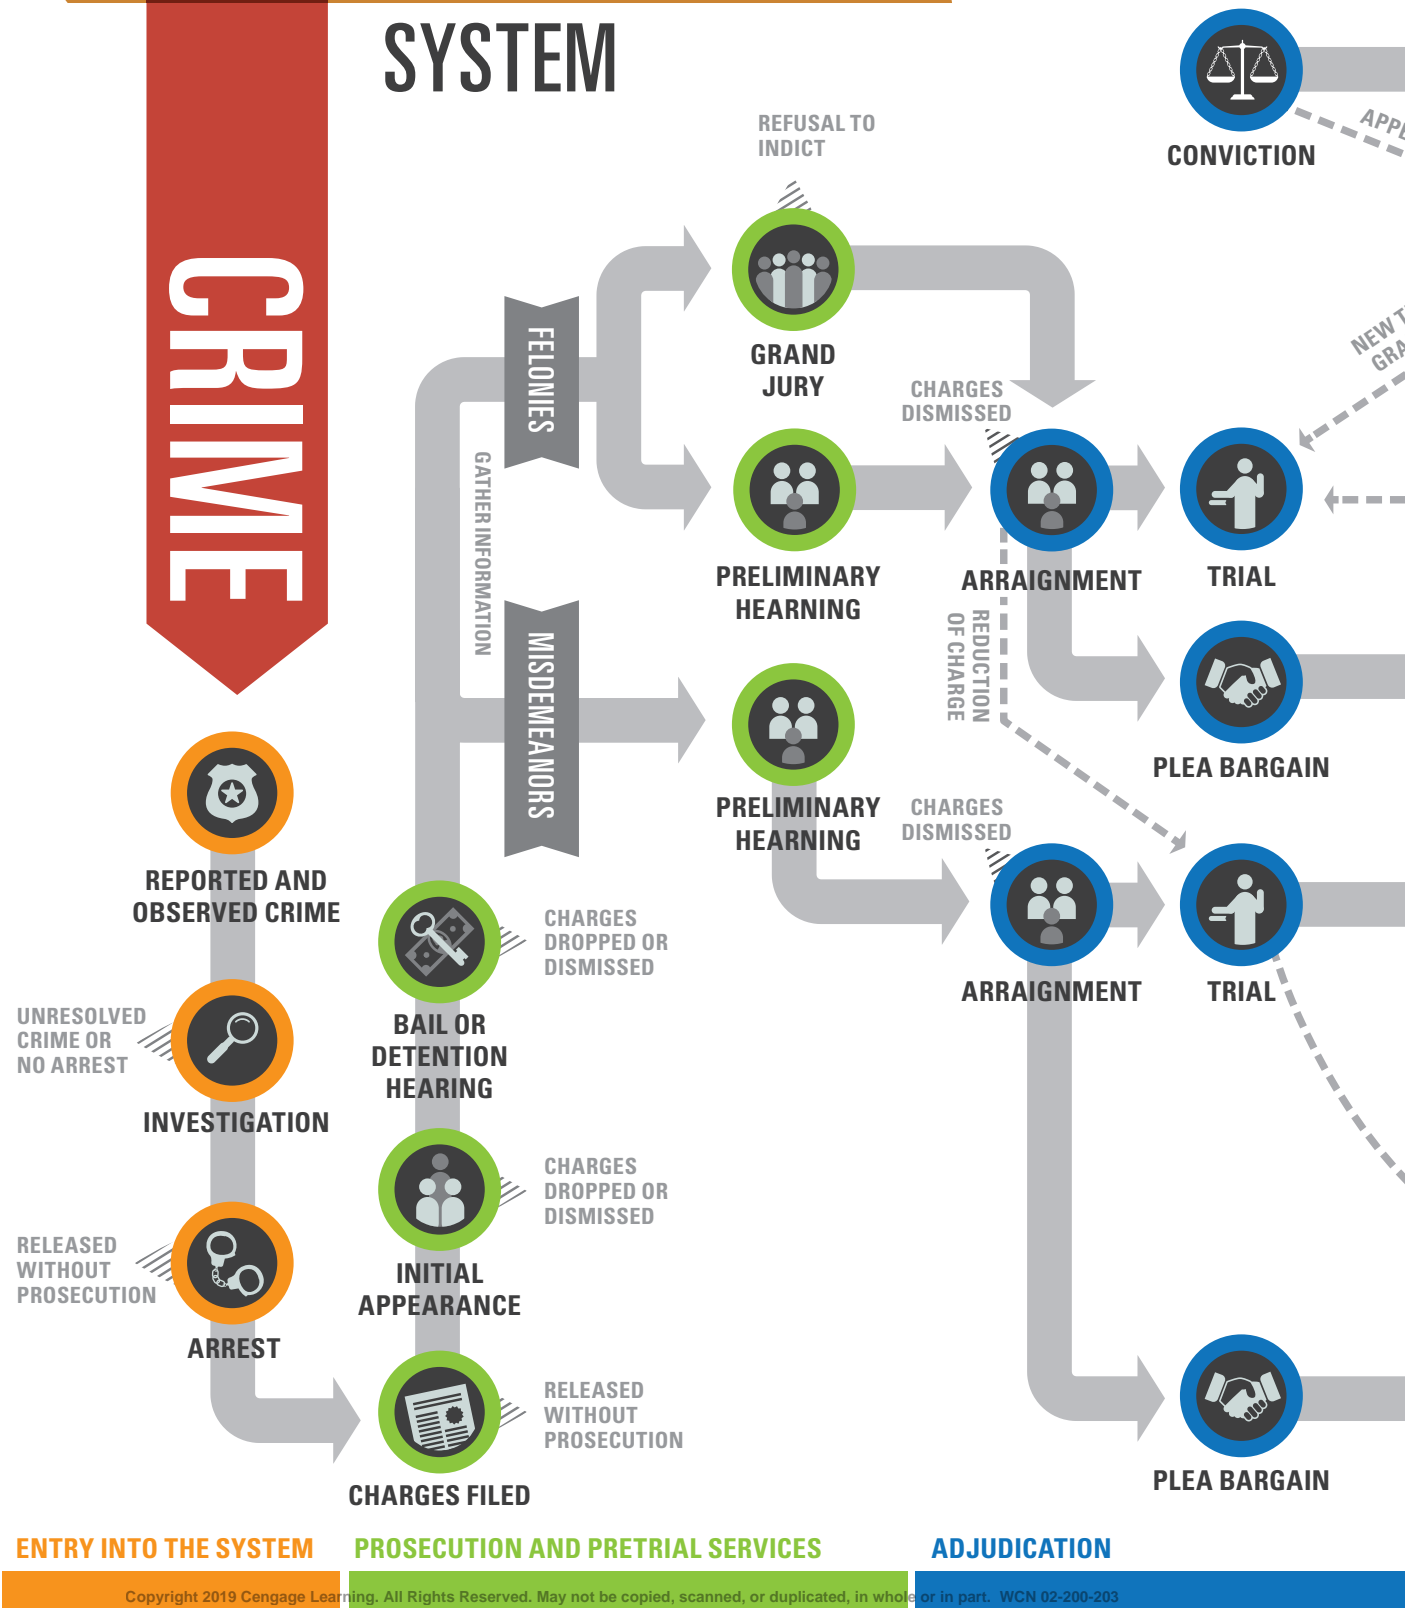 SYSTEM
CRIME
REFUSAL TO
INDICT
CONVICTION
FELONIES
GATHER INFORMATION
MISDEMEANORS
GRAND
JURY
CHARGES
DISMISSED
PRELIMINARY
HEARNING
ARRAIGNMENT
TRIAL
REDUCTION
OF CHARGE
PLEA BARGAIN
PRELIMINARY
HEARNING
CHARGES
DISMISSED
ARRAIGNMENT
TRIAL
REPORTED AND
OBSERVED CRIME
UNRESOLVED
CRIME OR
NO ARREST
INVESTIGATION
RELEASED
WITHOUT
PROSECUTION
ARREST
CHARGES
DROPPED OR
DISMISSED
BAIL OR
DETENTION
HEARING
CHARGES
DROPPED OR
DISMISSED
INITIAL
APPEARANCE
RELEASED
WITHOUT
PROSECUTION
CHARGES FILED
PLEA BARGAIN
NEW
ENTRY INTO THE SYSTEM
PROSECUTION AND PRETRIAL SERVICES
ADJUDICATION
Copyright 2019 Cengage Learning. All Rights Reserved. May not be copied, scanned, or duplicated, in whole or in part. WCN 02-200-203